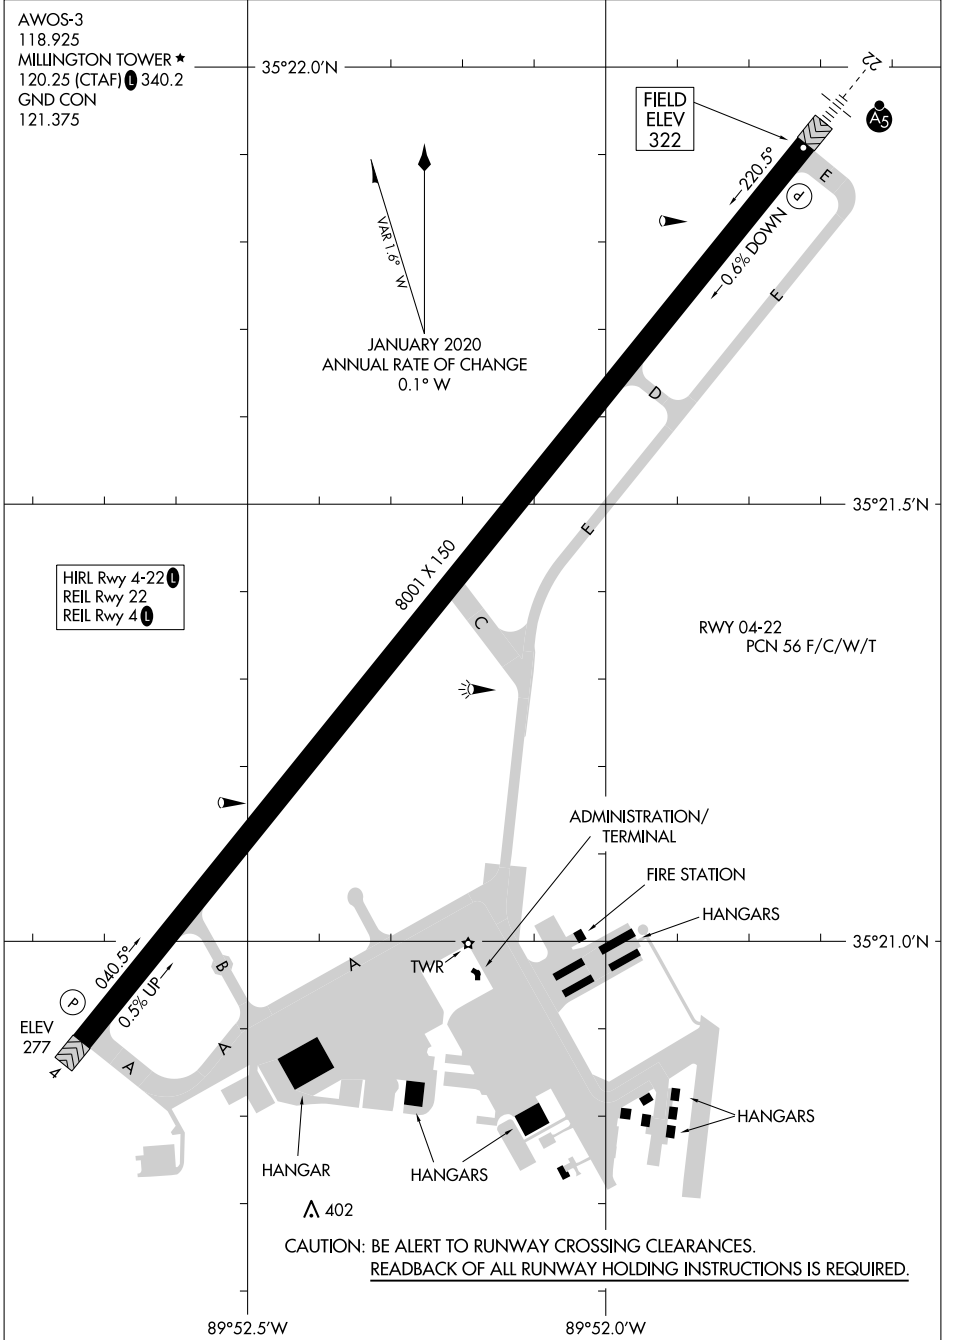 AWOS-3
118.925
MILLINGTON TOWER ★
120.25 (CTAF) L 340.2
GND CON
121.375
35°22.0'N
22
FIELD
ELEV
322
A5
220.5°
E
P
0.6% DOWN
VAR 1.6° W
E
JANUARY 2020
ANNUAL RATE OF CHANGE
0.1° W
D
35°21.5'N
E
8001 X 150
HIRL Rwy 4-22 L
REIL Rwy 22
REIL Rwy 4 L
C
RWY 04-22
PCN 56 F/C/W/T
ADMINISTRATION/
TERMINAL
FIRE STATION
HANGARS
35°21.0'N
TWR
A
B
040.5°
0.5% UP
P
ELEV
277
4
A
A
HANGARS
HANGAR
HANGARS
402
CAUTION: BE ALERT TO RUNWAY CROSSING CLEARANCES.
READBACK OF ALL RUNWAY HOLDING INSTRUCTIONS IS REQUIRED.
89°52.5'W
89°52.0'W